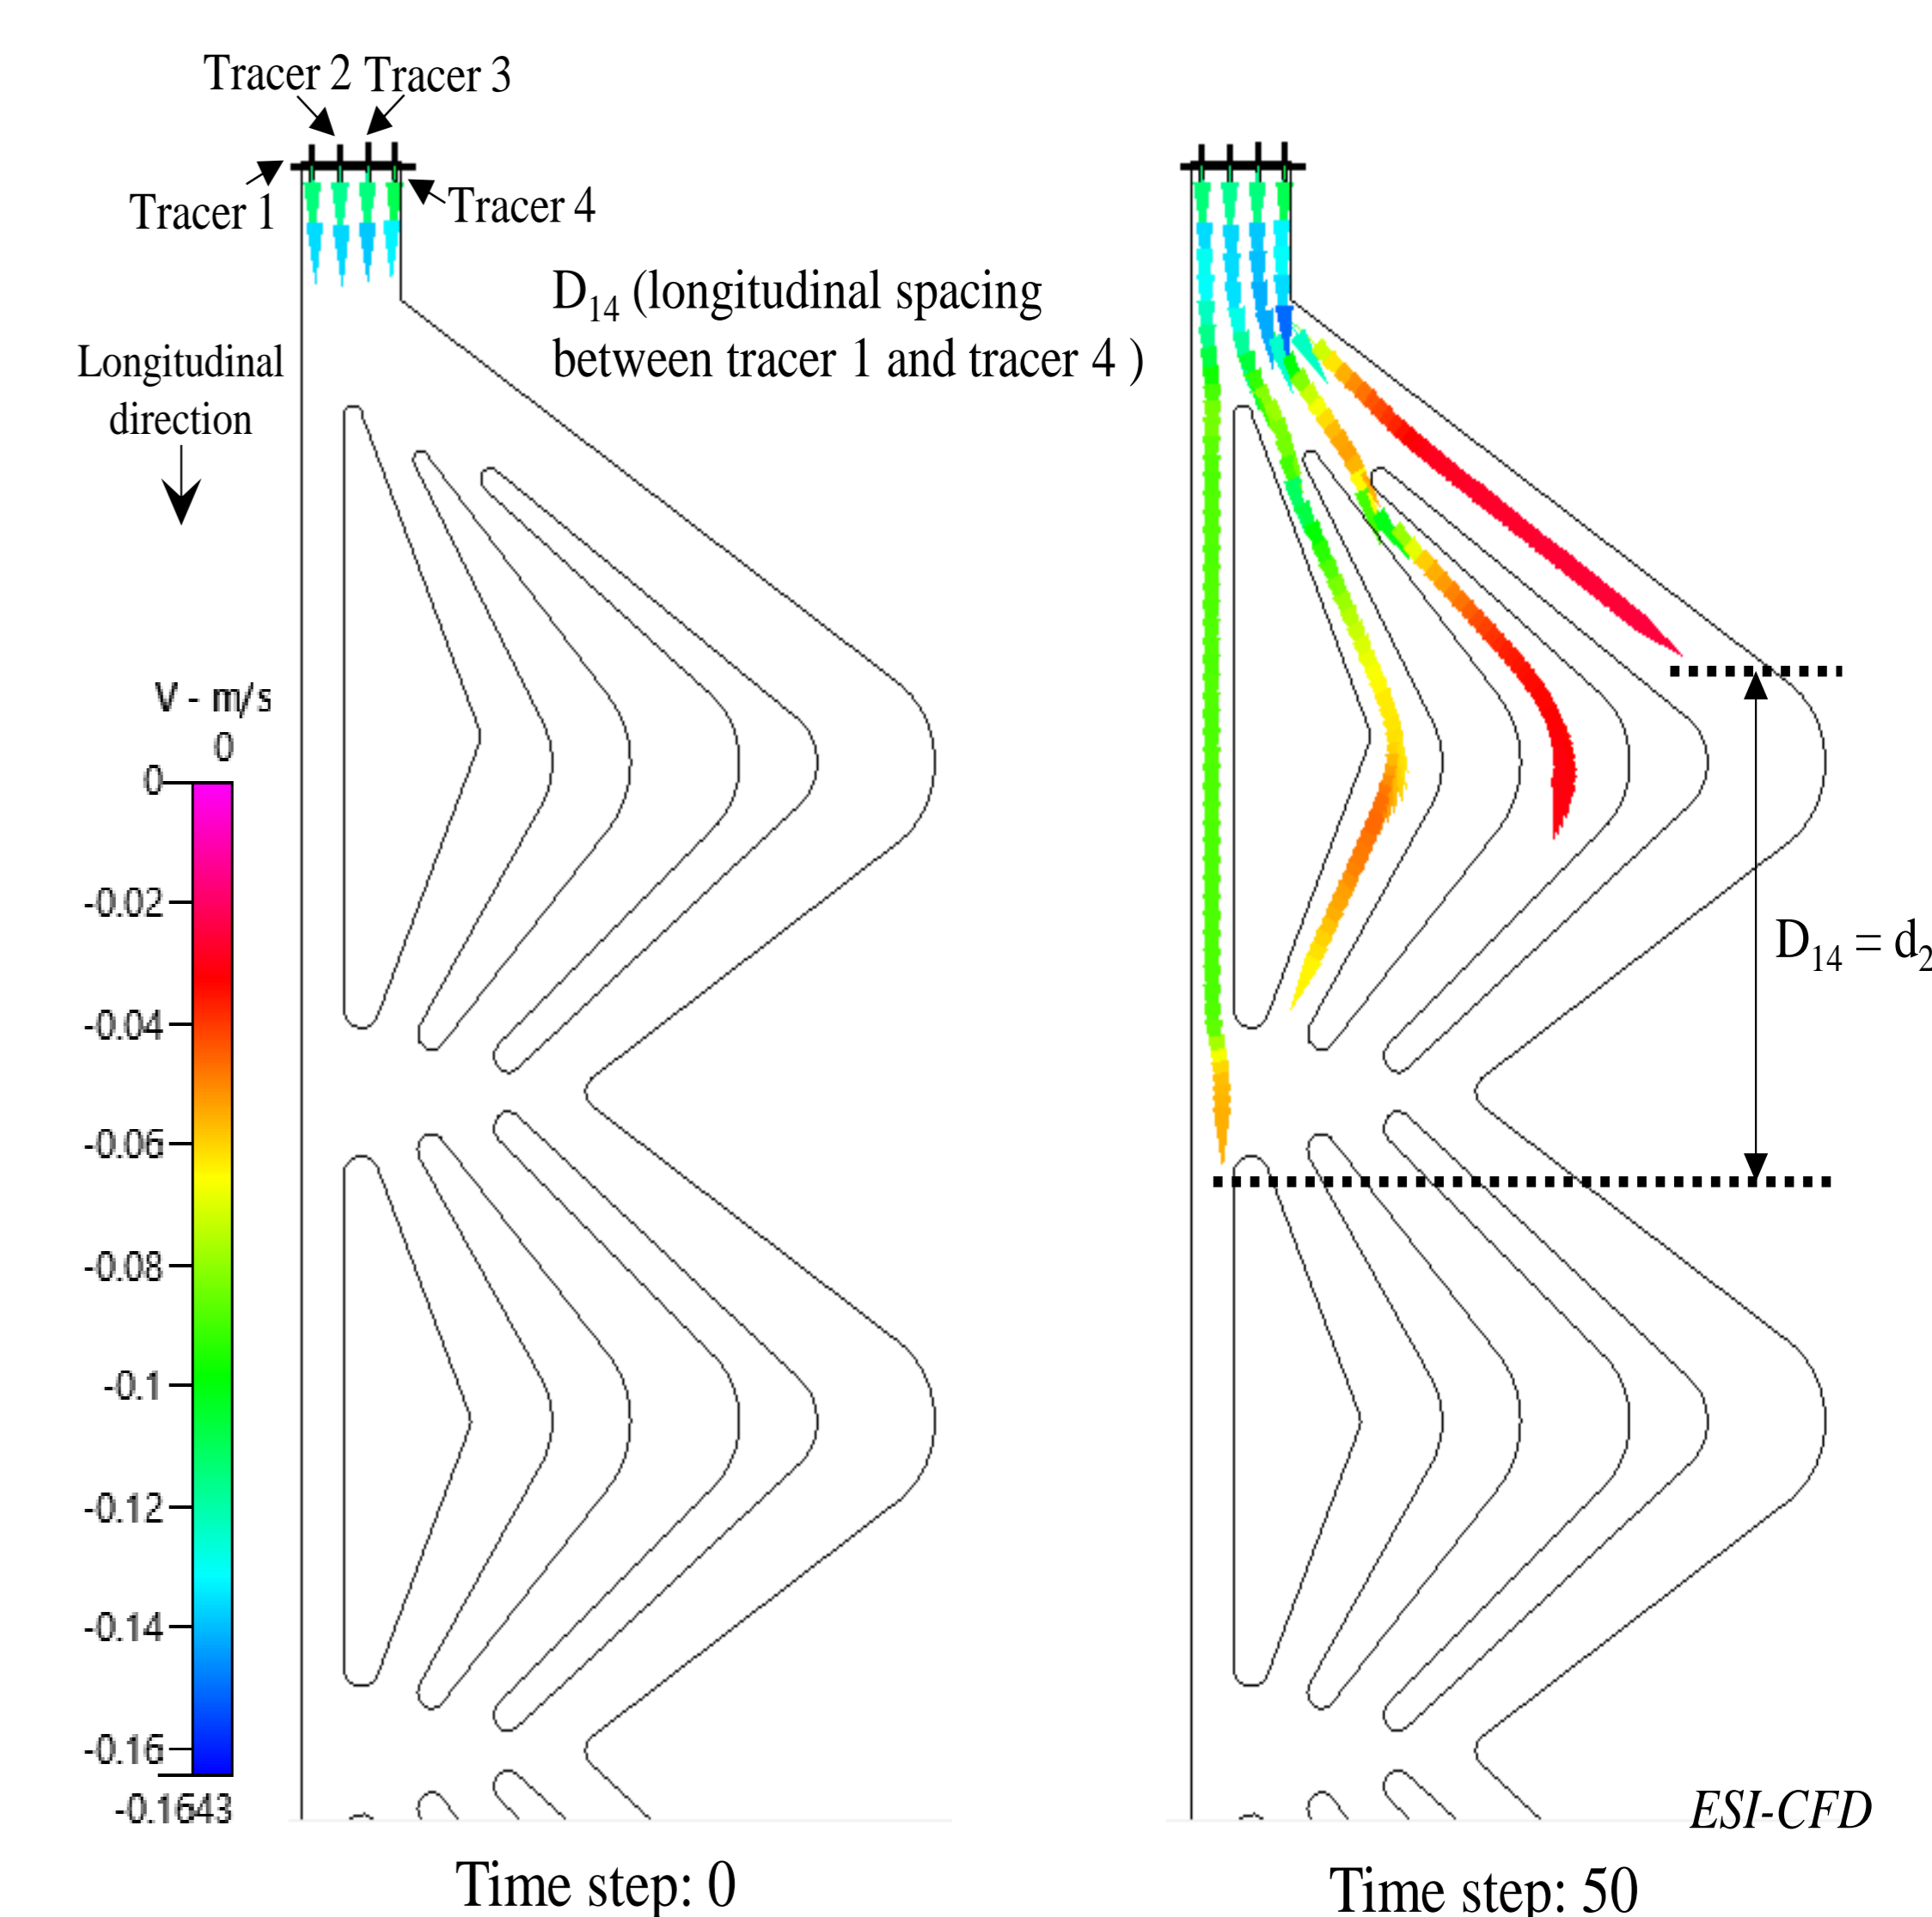 Tracer 2 Tracer 3
Tracer 1
Tracer 4
D14 (longitudinal spacing
between tracer 1 and tracer 4 )
Longitudinal
direction
V - m/s
0
0
-0.02
-0.04
-0.06
-0.08
-0.1
-0.12
-0.14
-0.16
-0.1643
D14 = d2
ESI-CFD
Time step: 0
Time step: 50